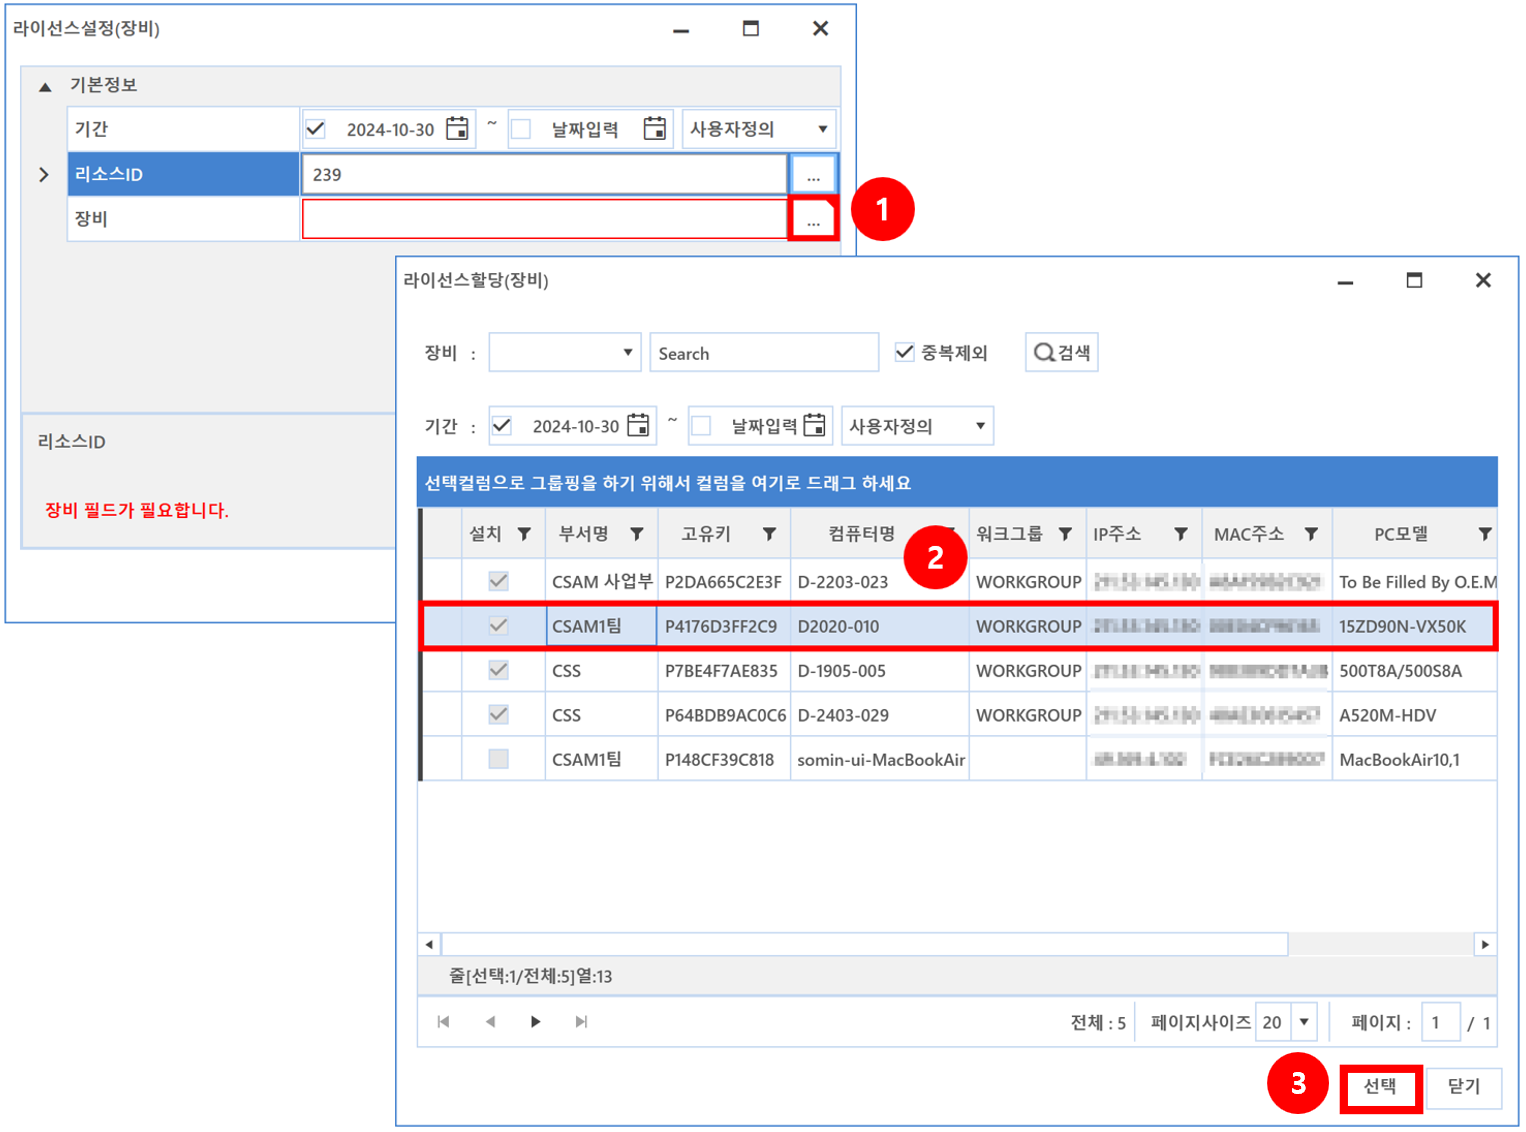 라이선스설정(장비)
기본정보
기간 2024-10-30 ~ 날짜입력 사용자정의
리소스ID 239 ...
장비 ...
1
리소스ID
장비 필드가 필요합니다.
라이선스할당(장비)
장비 : Search 중복제외 검색
기간 : 2024-10-30 ~ 날짜입력 사용자정의
선택컬럼으로 그룹핑을 하기 위해서 컬럼을 여기로 드래그 하세요
설치 부서명 고유키 컴퓨터명 워크그룹 IP주소 MAC주소 PC모델
2
CSAM 사업부 P2DA665C2E3F D-2203-023 WORKGROUP To Be Filled By O.E.M
CSAM1팀 P4176D3FF2C9 D2020-010 WORKGROUP 15ZD90N-VX50K
CSS P7BE4F7AE835 D-1905-005 WORKGROUP 500T8A/500S8A
CSS P64BDB9AC0C6 D-2403-029 WORKGROUP A520M-HDV
CSAM1팀 P148CF39C818 somin-ui-MacBookAir MacBookAir10,1
줄[선택:1/전체:5]열:13
전체 : 5 페이지사이즈 20 페이지 : 1 / 1
3 선택 닫기